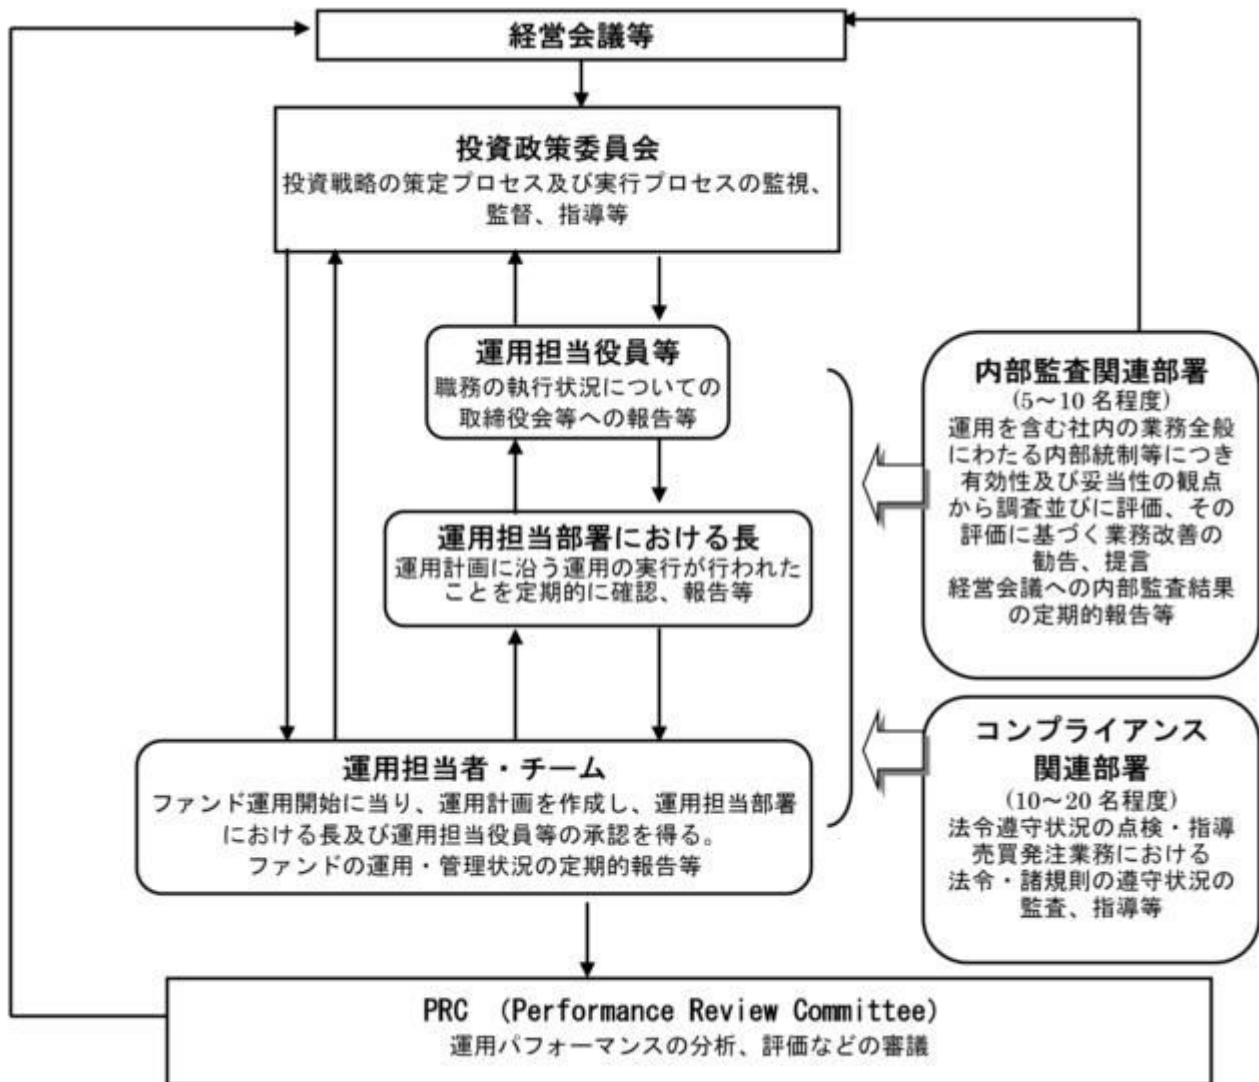 経営会議等
投資政策委員会
投資戦略の策定プロセス及び実行プロセスの監視、
監督、指導等
運用担当役員等
職務の執行状況についての
取締役会等への報告等
運用担当部署における長
運用計画に沿う運用の実行が行われた
ことを定期的に確認、報告等
運用担当者・チーム
ファンド運用開始に当り、運用計画を作成し、運用担当部署
における長及び運用担当役員等の承認を得る。
ファンドの運用・管理状況の定期的報告等
内部監査関連部署
(5～10 名程度)
運用を含む社内の業務全般
にわたる内部統制等につき
有効性及び妥当性の観点
から調査並びに評価、その
評価に基づく業務改善の
勧告、提言
経営会議への内部監査結果
の定期的報告等
コンプライアンス
関連部署
(10～20 名程度)
法令遵守状況の点検・指導
売買発注業務における
法令・諸規則の遵守状況の
監査、指導等
PRC (Performance Review Committee)
運用パフォーマンスの分析、評価などの審議